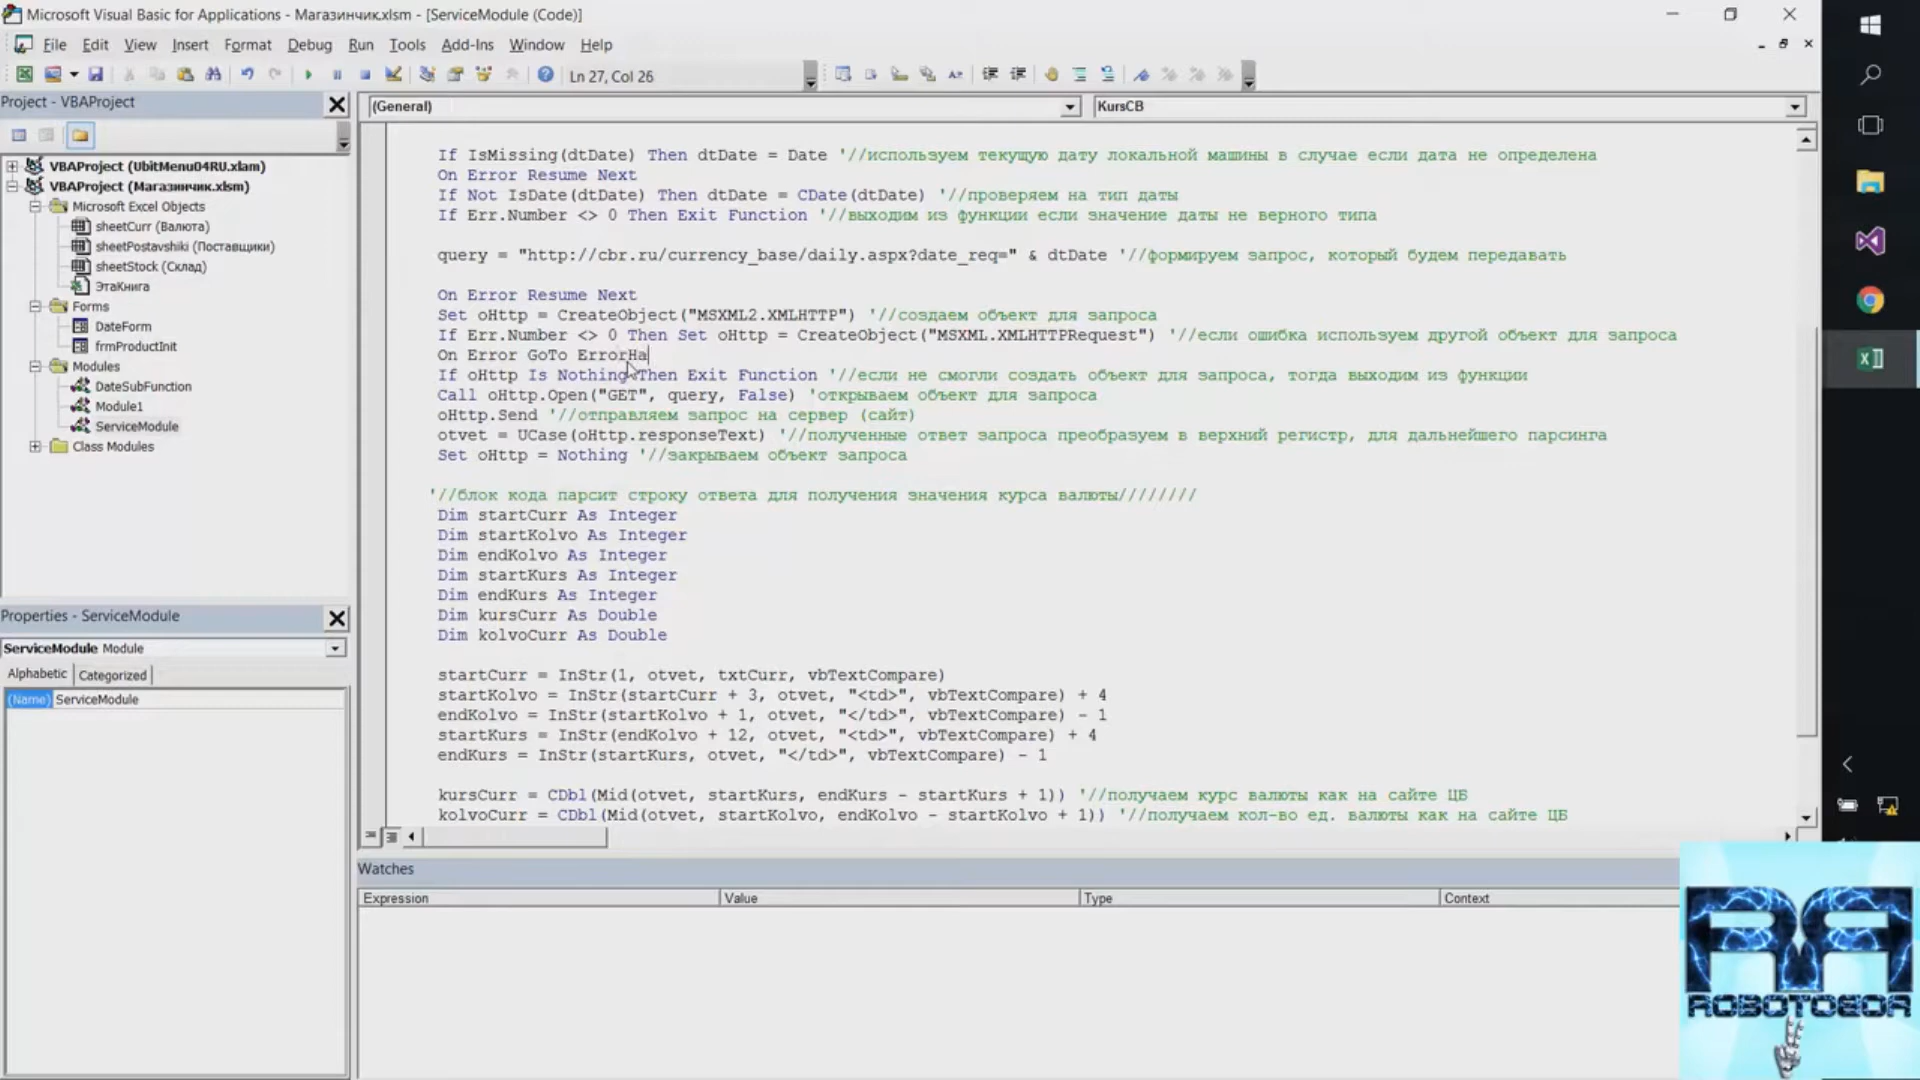 Microsoft Visual Basic for Applications - Магазинчик.xlsm - [ServiceModule (Code)]
File Edit View Insert Format Debug Run Tools Add-Ins Window Help
Ln 27, Col 26
Project - VBAProject
VBAProject (UbitMenu04RU.xlam)
VBAProject (Магазинчик.xlsm)
Microsoft Excel Objects
sheetCurr (Валюта)
sheetPostavshiki (Поставщики)
sheetStock (Склад)
ЭтаКнига
Forms
DateForm
frmProductInit
Modules
DateSubFunction
Module1
ServiceModule
Class Modules
Properties - ServiceModule
ServiceModule Module
Alphabetic Categorized
(Name) ServiceModule
(General) KursCB
If IsMissing(dtDate) Then dtDate = Date '//используем текущую дату локальной машины в случае если дата не определена
On Error Resume Next
If Not IsDate(dtDate) Then dtDate = CDate(dtDate) '//проверяем на тип даты
If Err.Number <> 0 Then Exit Function '//выходим из функции если значение даты не верного типа
query = "http://cbr.ru/currency_base/daily.aspx?date_req=" & dtDate '//формируем запрос, который будем передавать
On Error Resume Next
Set oHttp = CreateObject("MSXML2.XMLHTTP") '//создаем объект для запроса
If Err.Number <> 0 Then Set oHttp = CreateObject("MSXML.XMLHTTPRequest") '//если ошибка используем другой объект для запроса
On Error GoTo ErrorHa
If oHttp Is Nothing Then Exit Function '//если не смогли создать объект для запроса, тогда выходим из функции
Call oHttp.Open("GET", query, False) 'открываем объект для запроса
oHttp.Send '//отправляем запрос на сервер (сайт)
otvet = UCase(oHttp.responseText) '//полученные ответ запроса преобразуем в верхний регистр, для дальнейшего парсинга
Set oHttp = Nothing '//закрываем объект запроса
'//блок кода парсит строку ответа для получения значения курса валюты////////
Dim startCurr As Integer
Dim startKolvo As Integer
Dim endKolvo As Integer
Dim startKurs As Integer
Dim endKurs As Integer
Dim kursCurr As Double
Dim kolvoCurr As Double
startCurr = InStr(1, otvet, txtCurr, vbTextCompare)
startKolvo = InStr(startCurr + 3, otvet, "<td>", vbTextCompare) + 4
endKolvo = InStr(startKolvo + 1, otvet, "</td>", vbTextCompare) - 1
startKurs = InStr(endKolvo + 12, otvet, "<td>", vbTextCompare) + 4
endKurs = InStr(startKurs, otvet, "</td>", vbTextCompare) - 1
kursCurr = CDbl(Mid(otvet, startKurs, endKurs - startKurs + 1)) '//получаем курс валюты как на сайте ЦБ
kolvoCurr = CDbl(Mid(otvet, startKolvo, endKolvo - startKolvo + 1)) '//получаем кол-во ед. валюты как на сайте ЦБ
Watches
Expression Value Type Context